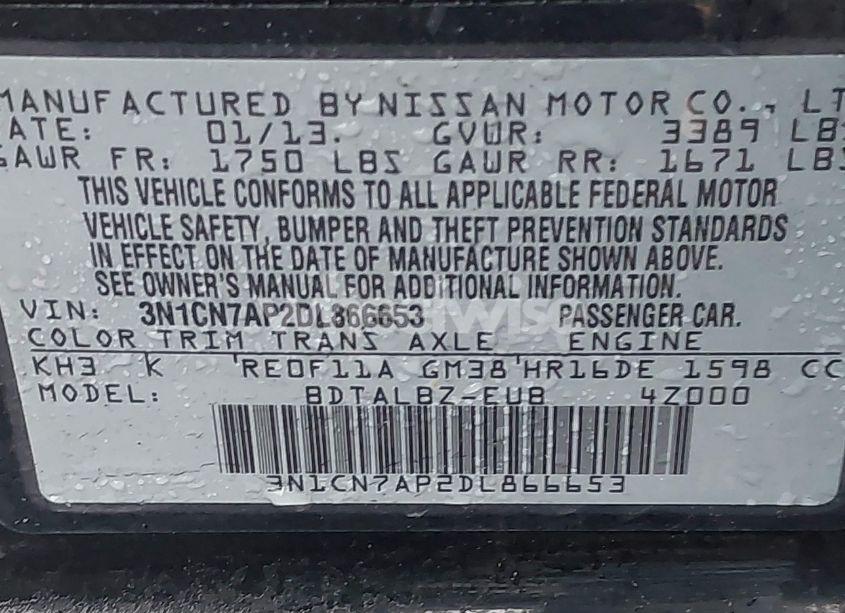 MANUFACTURED BY NISSAN MOTOR CO., LT
ATE: 01/13. GVWR: 3389 LB
GAWR FR: 1750 LBS GAWR RR: 1671 LBS
THIS VEHICLE CONFORMS TO ALL APPLICABLE FEDERAL MOTOR
VEHICLE SAFETY, BUMPER AND THEFT PREVENTION STANDARDS
IN EFFECT ON THE DATE OF MANUFACTURE SHOWN ABOVE.
SEE OWNER'S MANUAL FOR ADDITIONAL INFORMATION.
VIN: 3N1CN7AP2DL866653 PASSENGER CAR.
COLOR TRIM TRANS AXLE ENGINE
KH3 K RE0F11A GM38 HR16DE 1598 CC
MODEL: BDTALBZ-EUB 4Z000
3N1CN7AP2DL866653